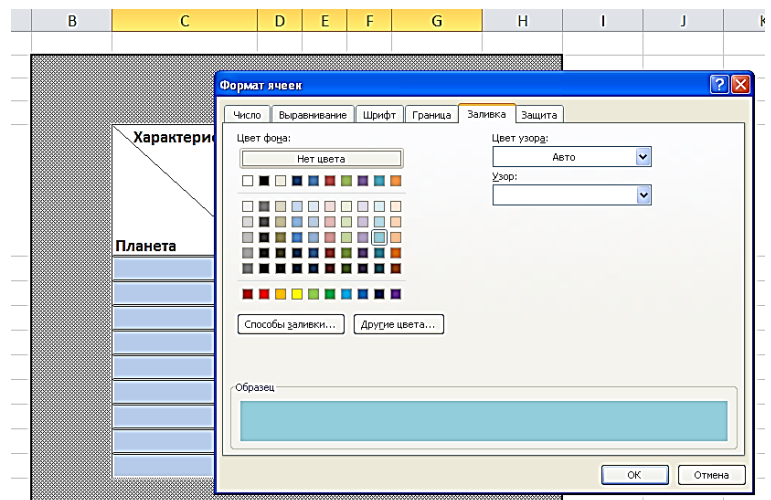 B C D E F G H I J
Формат ячеек
Число Выравнивание Шрифт Граница Заливка Защита
Характери
Цвет фона: Цвет узора:
Нет цвета Авто
Узор:
Планета
Способы заливки... Другие цвета...
Образец
ОК Отмена